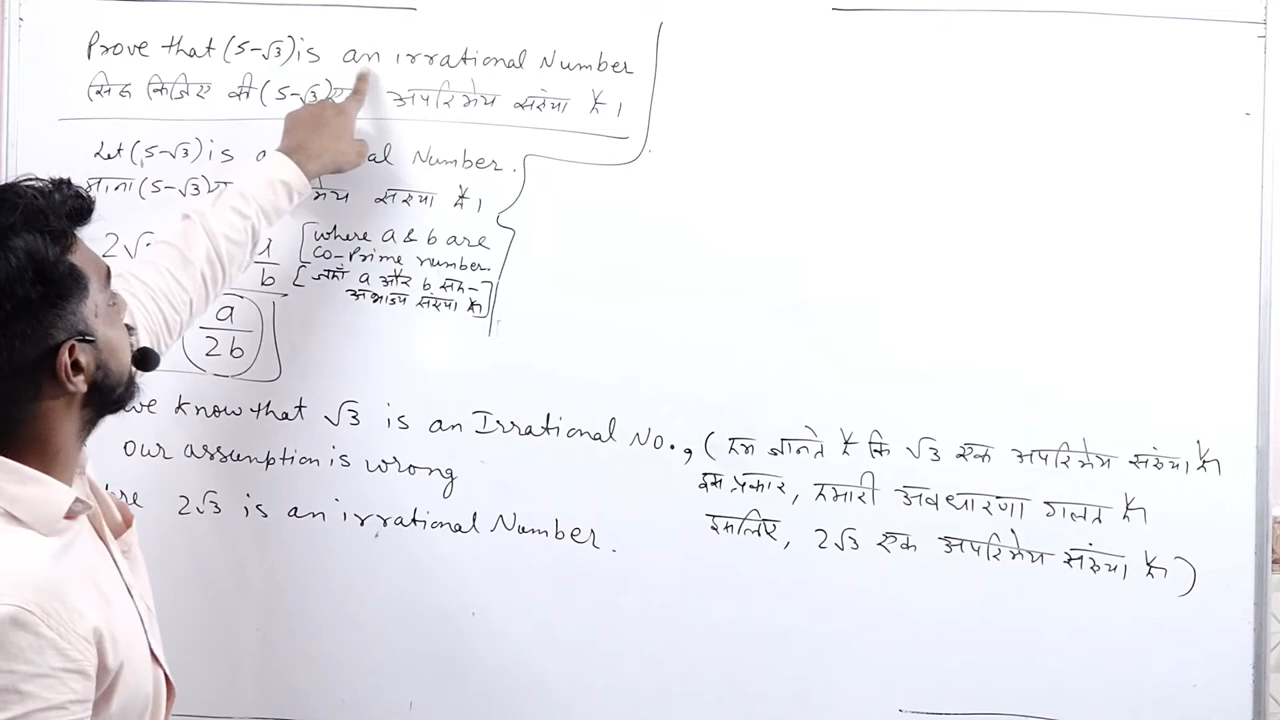 Prove that (5-√3) is an irrational Number
सिद्ध किजिए की (5-√3) अपरिमेय संख्या है।
Let (5-√3) is Number.
माना (5-√3) संख्या है।
2√ a/b [where a & b are
co-Prime number.
[जहाँ a और b सह-
अभाज्य संख्या है]
a/2b
we know that √3 is an Irrational No., (हम जानते है कि √3 एक अपरिमेय संख्या है
our assumption is wrong इस प्रकार, हमारी अवधारणा गलत है
2√3 is an irrational Number. इसलिए, 2√3 एक अपरिमेय संख्या है)